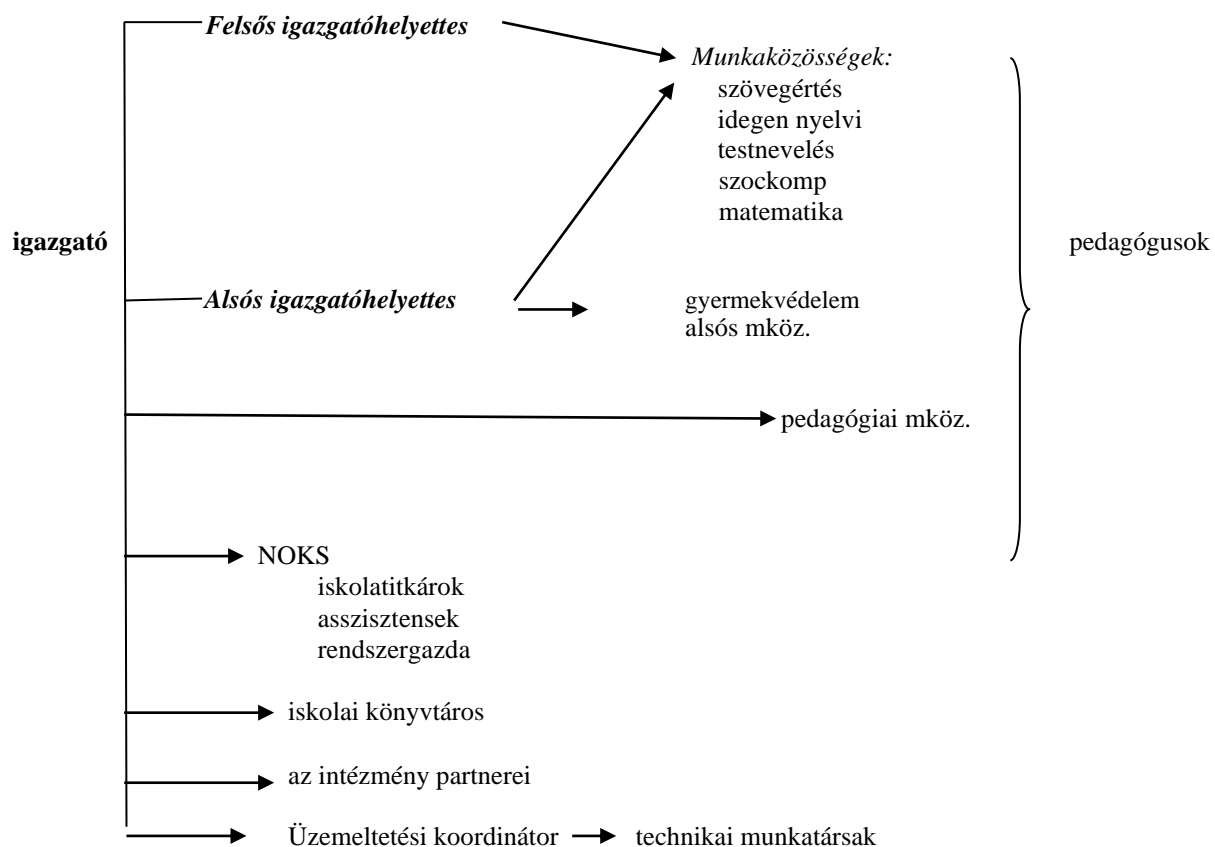 Felsős igazgatóhelyettes
Munkaközösségek:
szövegértés
idegen nyelvi
testnevelés
szockomp
matematika
igazgató
pedagógusok
Alsós igazgatóhelyettes
gyermekvédelem
alsós mköz.
pedagógiai mköz.
NOKS
iskolatitkárok
asszisztensek
rendszergazda
iskolai könyvtáros
az intézmény partnerei
Üzemeltetési koordinátor
technikai munkatársak